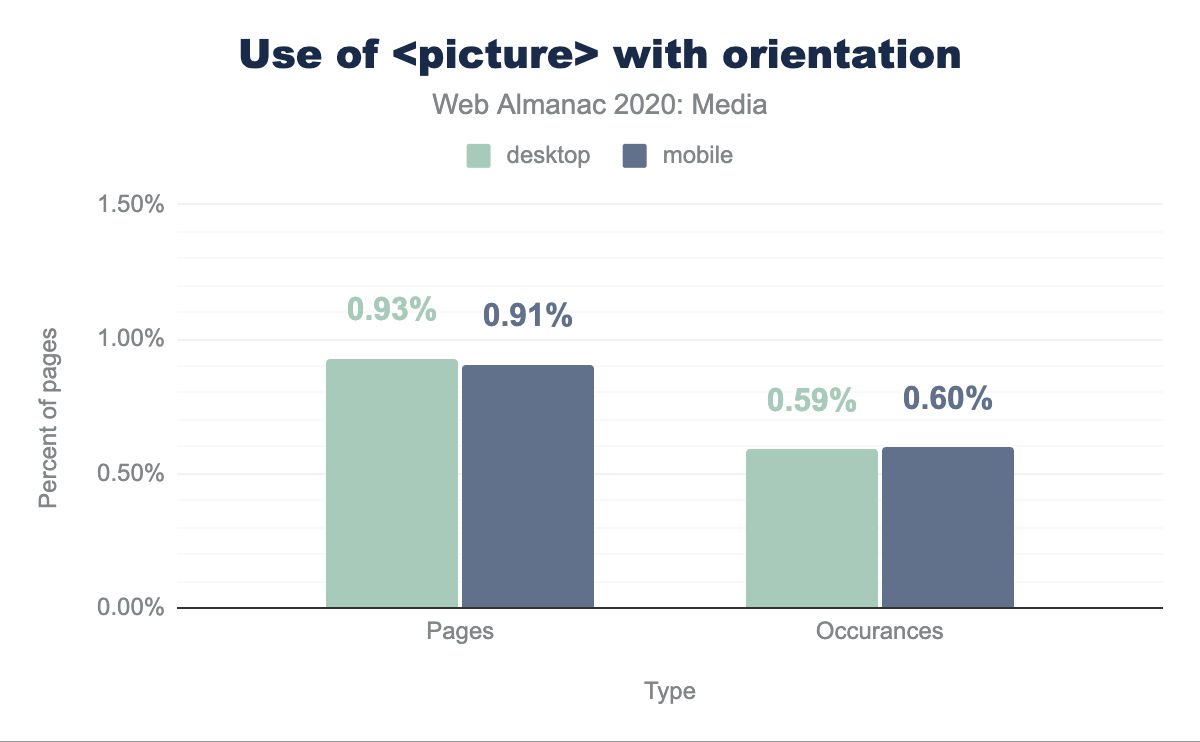 Use of <picture> with orientation
Web Almanac 2020: Media
desktop
mobile
1.50%
1.00%
0.50%
0.00%
Percent of pages
0.93%
0.91%
0.59%
0.60%
Pages
Occurances
Type